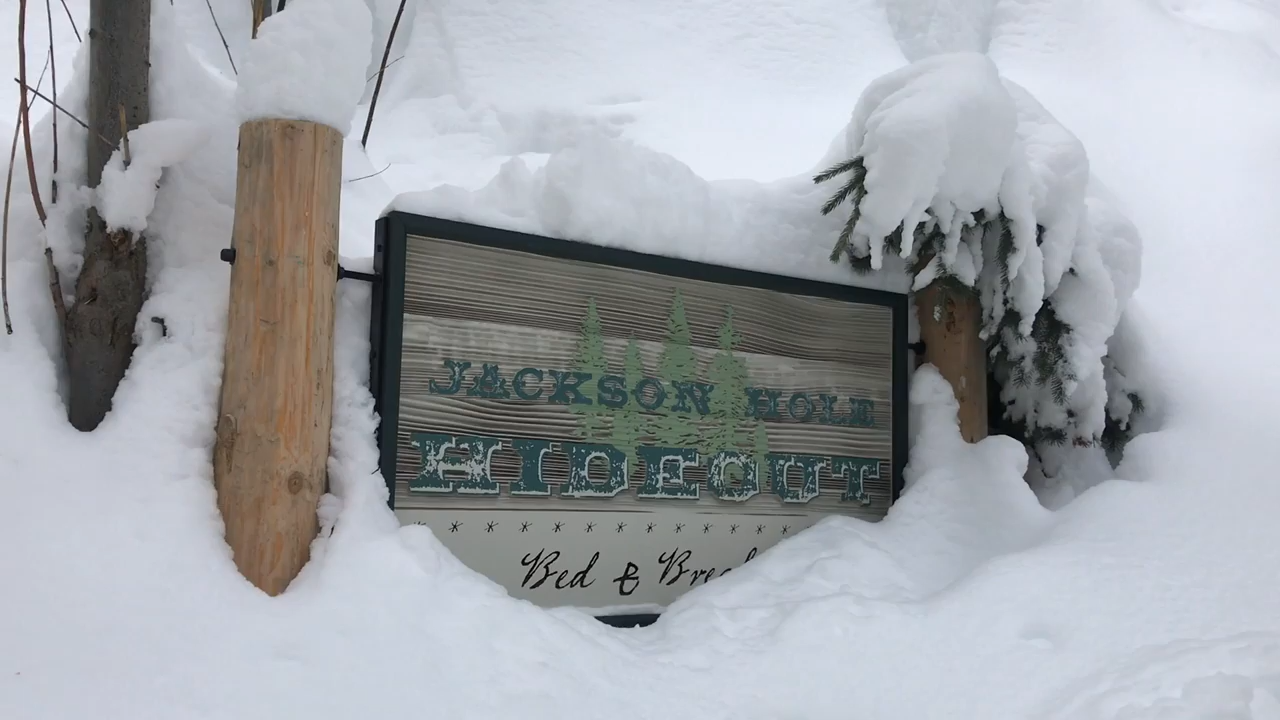 JACKSON HOLE
HIDEOUT
* * * * * * * * * * * *
Bed &